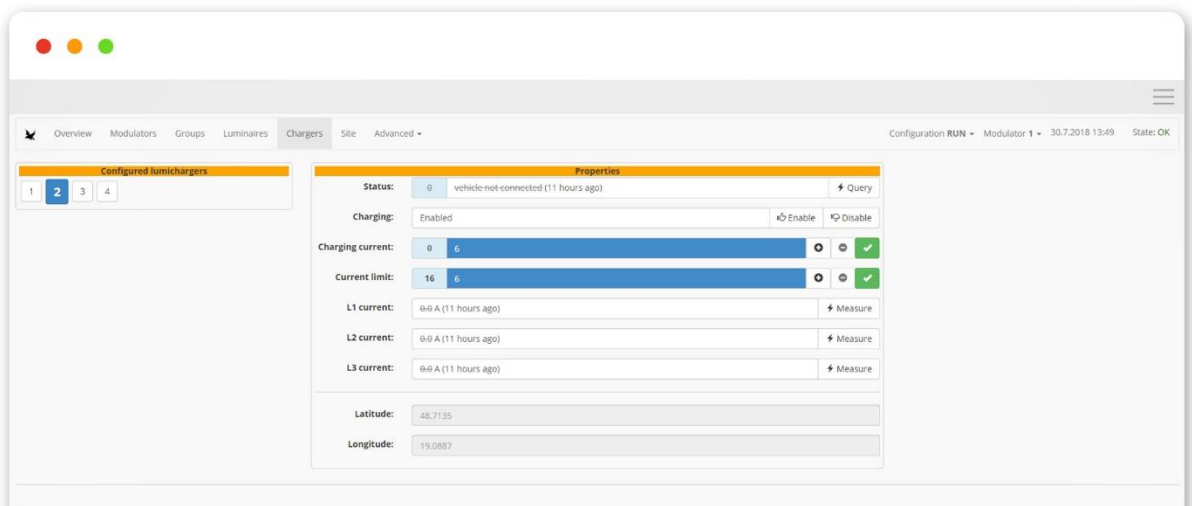 Overview Modulators Groups Luminaires Chargers Site Advanced Configuration RUN Modulator 1 30.7.2018 13:49 State: OK
Configured lumichargers
1 2 3 4
Properties
Status: 0 vehicle not connected (11 hours ago) Query
Charging: Enabled Enable Disable
Charging current: 0 6
Current limit: 16 6
L1 current: 0.0 A (11 hours ago) Measure
L2 current: 0.0 A (11 hours ago) Measure
L3 current: 0.0 A (11 hours ago) Measure
Latitude: 48.7135
Longitude: 19.0887